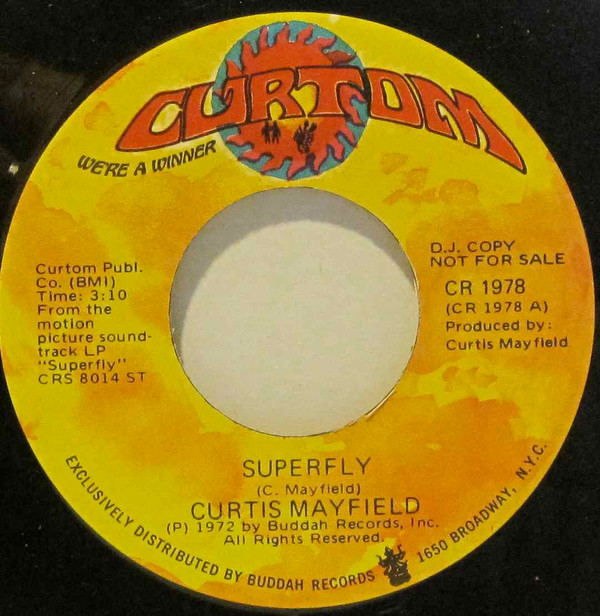 CURTOM
WE'RE A WINNER
Curtom Publ.
Co. (BMI)
Time: 3:10
From the
motion
picture sound-
track LP
"Superfly"
CRS 8014 ST
D.J. COPY
NOT FOR SALE
CR 1978
(CR 1978 A)
Produced by:
Curtis Mayfield
SUPERFLY
(C. Mayfield)
CURTIS MAYFIELD
(P) 1972 by Buddah Records, Inc.
All Rights Reserved.
EXCLUSIVELY DISTRIBUTED BY BUDDAH RECORDS 1650 BROADWAY, N.Y.C.